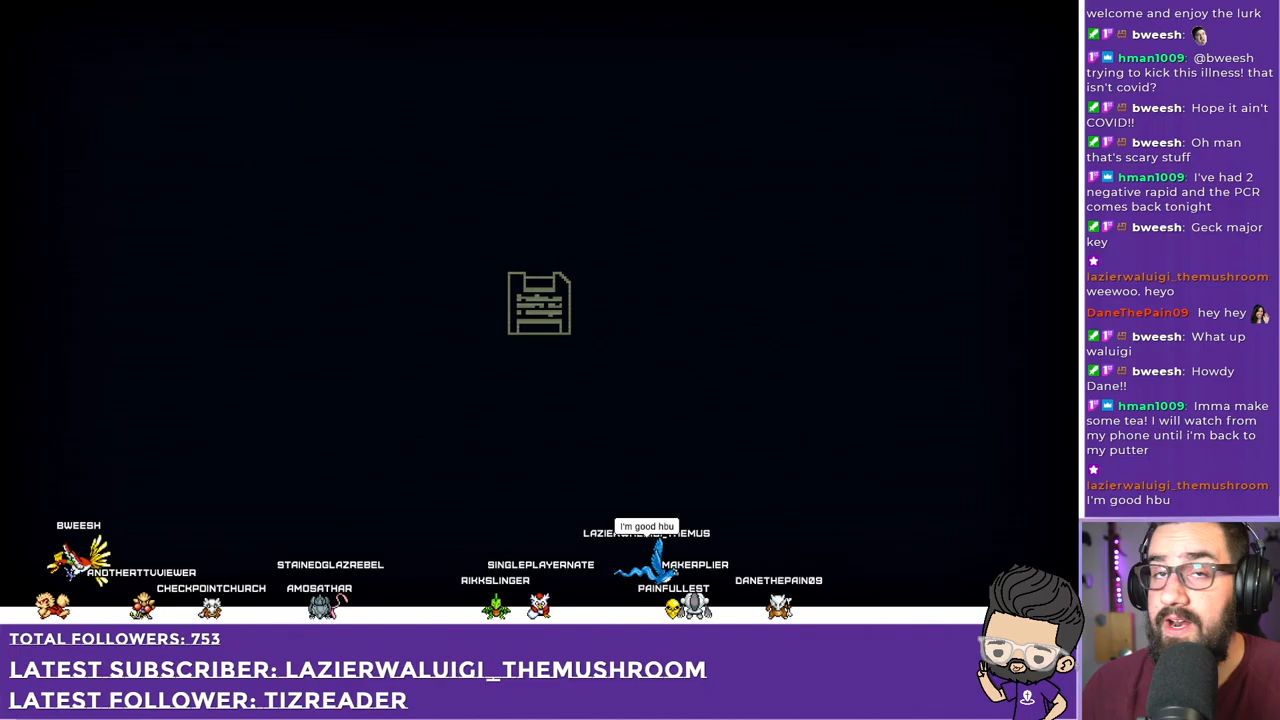 welcome and enjoy the lurk
bweesh:
hman1009: @bweesh
trying to kick this illness! that
isn't covid?
bweesh: Hope it ain't
COVID!!
bweesh: Oh man
that's scary stuff
hman1009: I've had 2
negative rapid and the PCR
comes back tonight
bweesh: Geck major
key
lazierwaluigi_themushroom
weewoo. heyo
DaneThePain09 hey hey
bweesh: What up
waluigi
bweesh: Howdy
Dane!!
hman1009: Imma make
some tea! I will watch from
my phone until i'm back to
my putter
lazierwaluigi_themushroom
I'm good hbu
I'm good hbu
BWEESH
LAZIERWALUIGI_THEMUS
ANOTHERTTVVIEWER
STAINEDGLAZREBEL
SINGLEPLAYERNATE
MAKERPLIER
CHECKPOINTCHURCH
AMOSATHAR
RIKKSLINGER
PAINFULLEST
DANETHEPAIN09
TOTAL FOLLOWERS: 753
LATEST SUBSCRIBER: LAZIERWALUIGI_THEMUSHROOM
LATEST FOLLOWER: TIZREADER